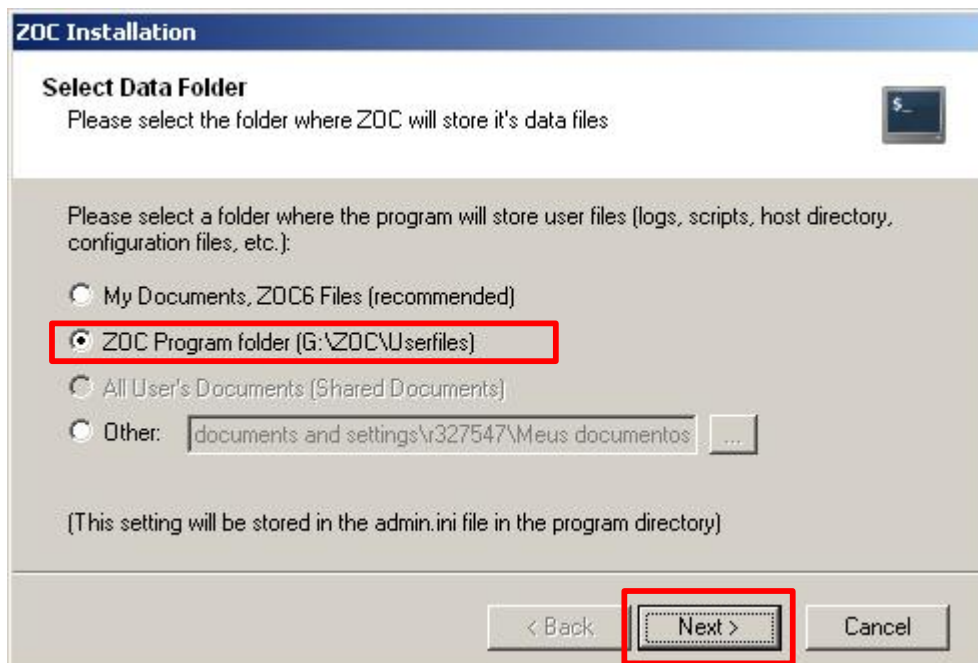 ZOC Installation
Select Data Folder
Please select the folder where ZOC will store it's data files
$_
Please select a folder where the program will store user files (logs, scripts, host directory,
configuration files, etc.):
My Documents, ZOC6 Files (recommended)
ZOC Program folder (G:\ZOC\Userfiles)
All User's Documents (Shared Documents)
Other: documents and settings\r327547\Meus documentos ...
(This setting will be stored in the admin.ini file in the program directory)
< Back Next > Cancel